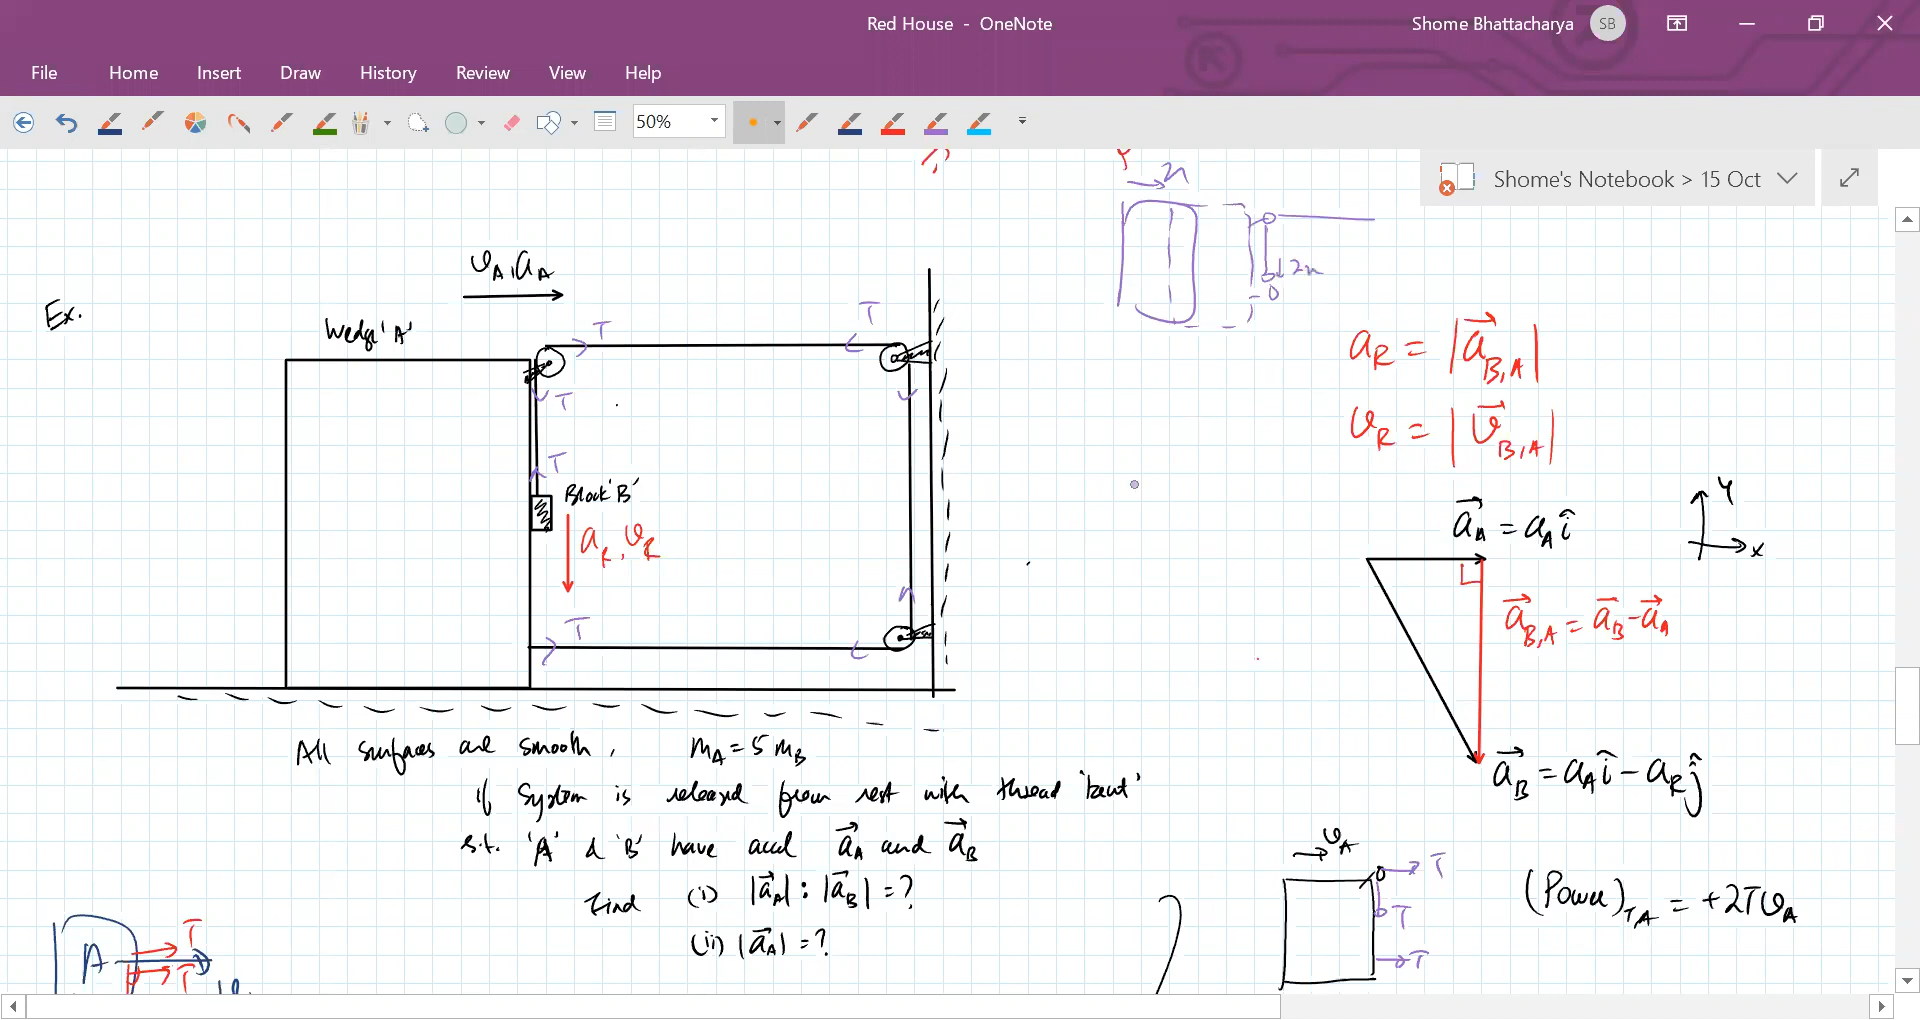 Red House - OneNote
Shome Bhattacharya SB
File Home Insert Draw History Review View Help
50%
Shome's Notebook > 15 Oct
x
2x
v_A, a_A
Ex.
Wedge 'A'
T
T
T
T
Block 'B'
a_R, v_R
T
a_R = |a⃗_B,A|
v_R = |v⃗_B,A|
a⃗_A = a_A î
Y
x
a⃗_B,A = a⃗_B - a⃗_A
a⃗_B = a_A î - a_R ĵ
All surfaces are smooth, m_A = 5 m_B
if system is released from rest with thread 'taut'
s.t. 'A' & 'B' have accl a⃗_A and a⃗_B
Find (i) |a⃗_A| : |a⃗_B| = ?
(ii) |a⃗_A| = ?
v_A
T
T
T
(Power)_T,A = +2Tv_A
A
T
T